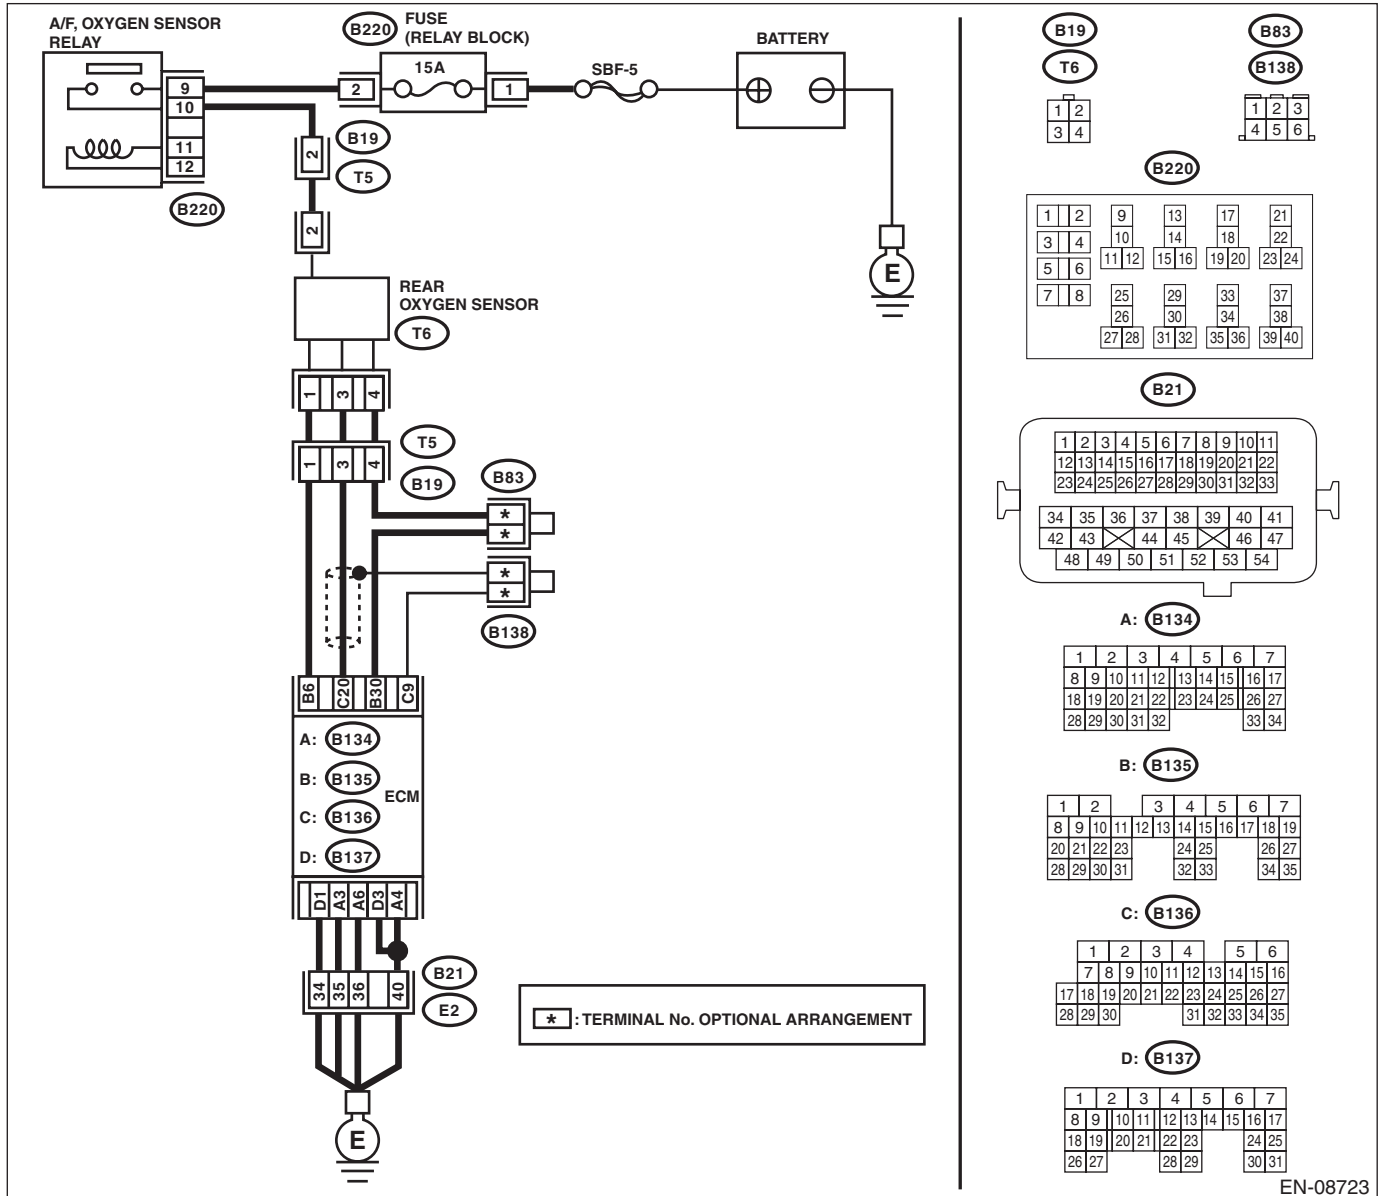 A/F, OXYGEN SENSOR
RELAY
B220
FUSE
(RELAY BLOCK)
BATTERY
15A
SBF-5
9
10
11
12
2
1
B220
2
B19
T5
2
E
REAR
OXYGEN SENSOR
T6
1 3 4
T5
1 3 4
B19
B83
*
*
*
*
B138
B6 C20 B30 C9
A: B134
B: B135
ECM
C: B136
D: B137
D1 A3 A6 D3 A4
34 35 36 40
B21
E2
* : TERMINAL No. OPTIONAL ARRANGEMENT
E
B19 B83
T6 B138
1 2
3 4
1 2 3
4 5 6
B220
1 2 9 13 17 21
3 4 10 14 18 22
5 6 11 12 15 16 19 20 23 24
7 8 25 29 33 37
26 30 34 38
27 28 31 32 35 36 39 40
B21
1 2 3 4 5 6 7 8 9 10 11
12 13 14 15 16 17 18 19 20 21 22
23 24 25 26 27 28 29 30 31 32 33
34 35 36 37 38 39 40 41
42 43 44 45 46 47
48 49 50 51 52 53 54
A: B134
1 2 3 4 5 6 7
8 9 10 11 12 13 14 15 16 17
18 19 20 21 22 23 24 25 26 27
28 29 30 31 32 33 34
B: B135
1 2 3 4 5 6 7
8 9 10 11 12 13 14 15 16 17 18 19
20 21 22 23 24 25 26 27
28 29 30 31 32 33 34 35
C: B136
1 2 3 4 5 6
7 8 9 10 11 12 13 14 15 16
17 18 19 20 21 22 23 24 25 26 27
28 29 30 31 32 33 34 35
D: B137
1 2 3 4 5 6 7
8 9 10 11 12 13 14 15 16 17
18 19 20 21 22 23 24 25
26 27 28 29 30 31
EN-08723